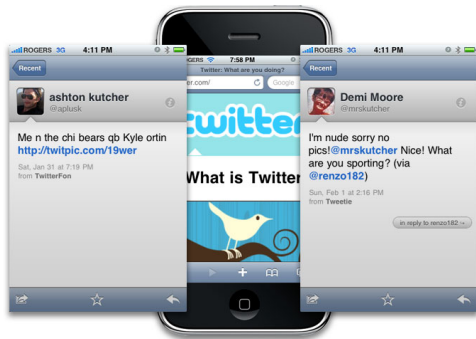 ROGERS 3G 4:11 PM
Recent
ashton kutcher
@aplusk
Me n the chi bears qb Kyle ortin
http://twitpic.com/19wer
Sat, Jan 31 at 7:19 PM
from TwitterFon
GERS 7:58 PM
Twitter: What are you doing?
er.com/
Google
twitter
What is Twitter
ROGERS 3G 4:11 PM
Recent
Demi Moore
@mrskutcher
I'm nude sorry no
pics!@mrskutcher Nice! What
are you sporting? (via
@renzo182)
Sun, Feb 1 at 2:16 PM
from Tweetie
in reply to renzo182